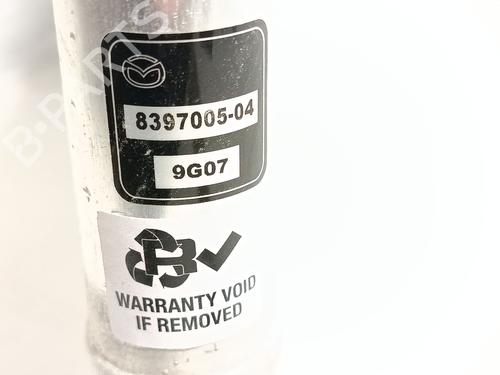 B-PARTS
8397005-04
9G07
R
WARRANTY VOID
IF REMOVED